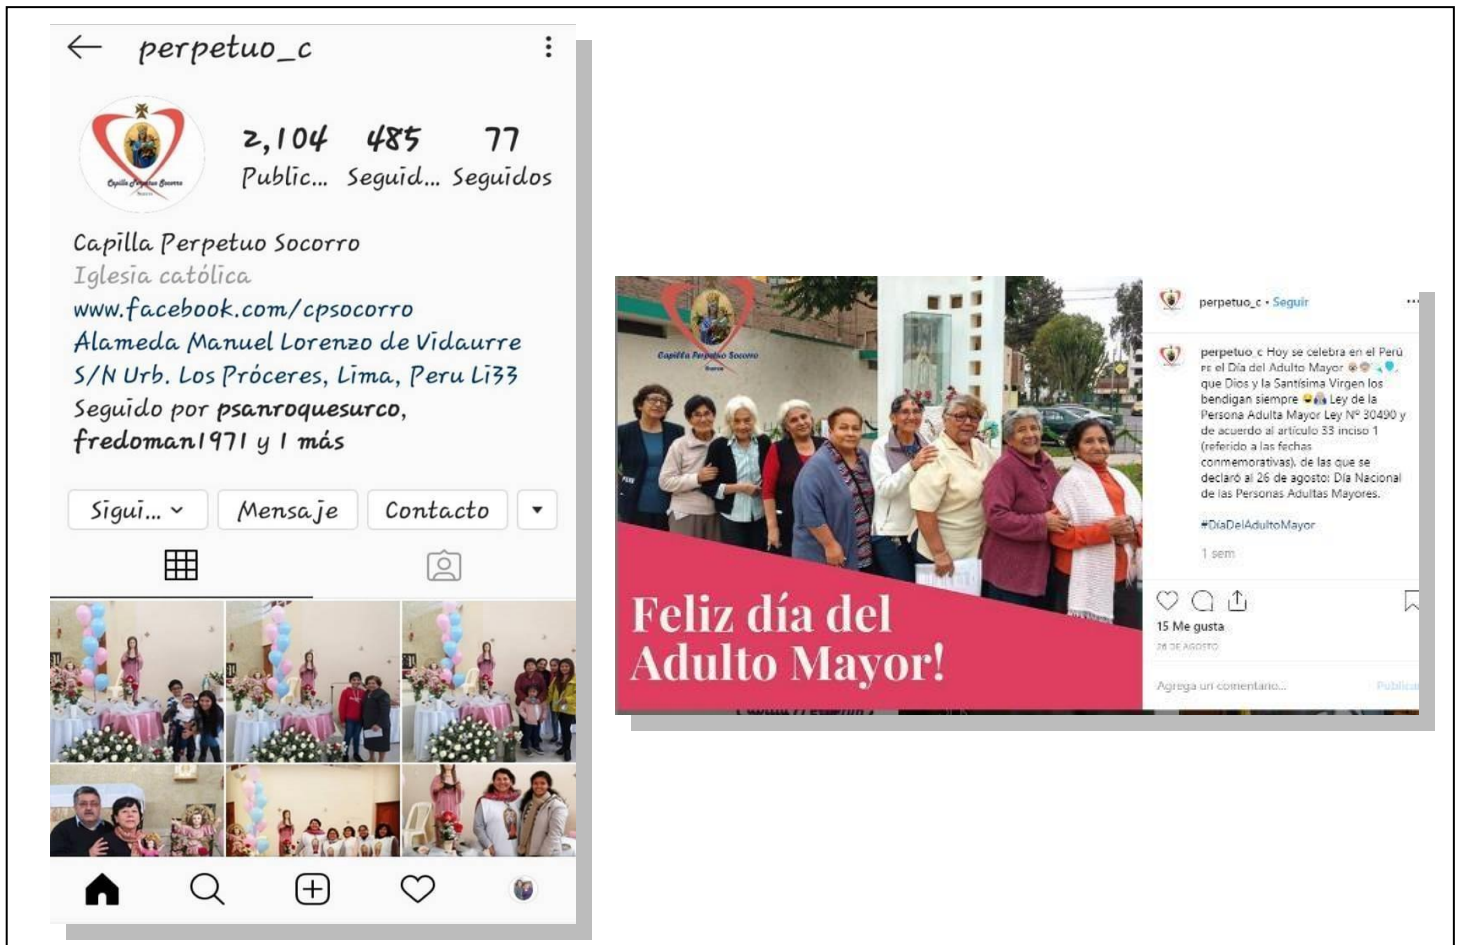 perpetuo_c
Capilla Perpetuo Socorro
2,104 485 77
Public... Seguid... Seguidos
Capilla Perpetuo Socorro
Iglesia católica
www.facebook.com/cpsocorro
Alameda Manuel Lorenzo de Vidaurre
S/N Urb. Los Próceres, Lima, Peru Li33
Seguido por psanroquesurco,
fredoman1971 y 1 más
Sigui... Mensaje Contacto
Capilla Perpetuo Socorro
Feliz día del
Adulto Mayor!
perpetuo_c • Seguir
perpetuo_c Hoy se celebra en el Perú
PE el Día del Adulto Mayor
que Dios y la Santísima Virgen los
bendigan siempre Ley de la
Persona Adulta Mayor Ley Nº 30490 y
de acuerdo al artículo 33 inciso 1
(referido a las fechas
conmemorativas), de las que se
declaró al 26 de agosto: Día Nacional
de las Personas Adultas Mayores.
#DíaDelAdultoMayor
1 sem
15 Me gusta
26 DE AGOSTO
Agrega un comentario... Publicar